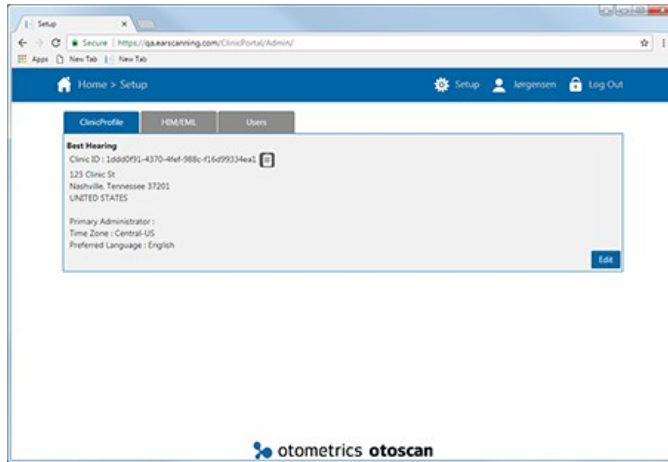 Setup
Secure https://qa.earscanning.com/ClinicPortal/Admin/
Apps New Tab New Tab
Home > Setup Setup Jørgensen Log Out
ClinicProfile HIM/EML Users
Best Hearing
Clinic ID : 1ddd0f91-4370-4fef-988c-f16d99334ea1
123 Clinic St
Nashville, Tennessee 37201
UNITED STATES
Primary Administrator :
Time Zone : Central-US
Preferred Language : English
Edit
otometrics otoscan